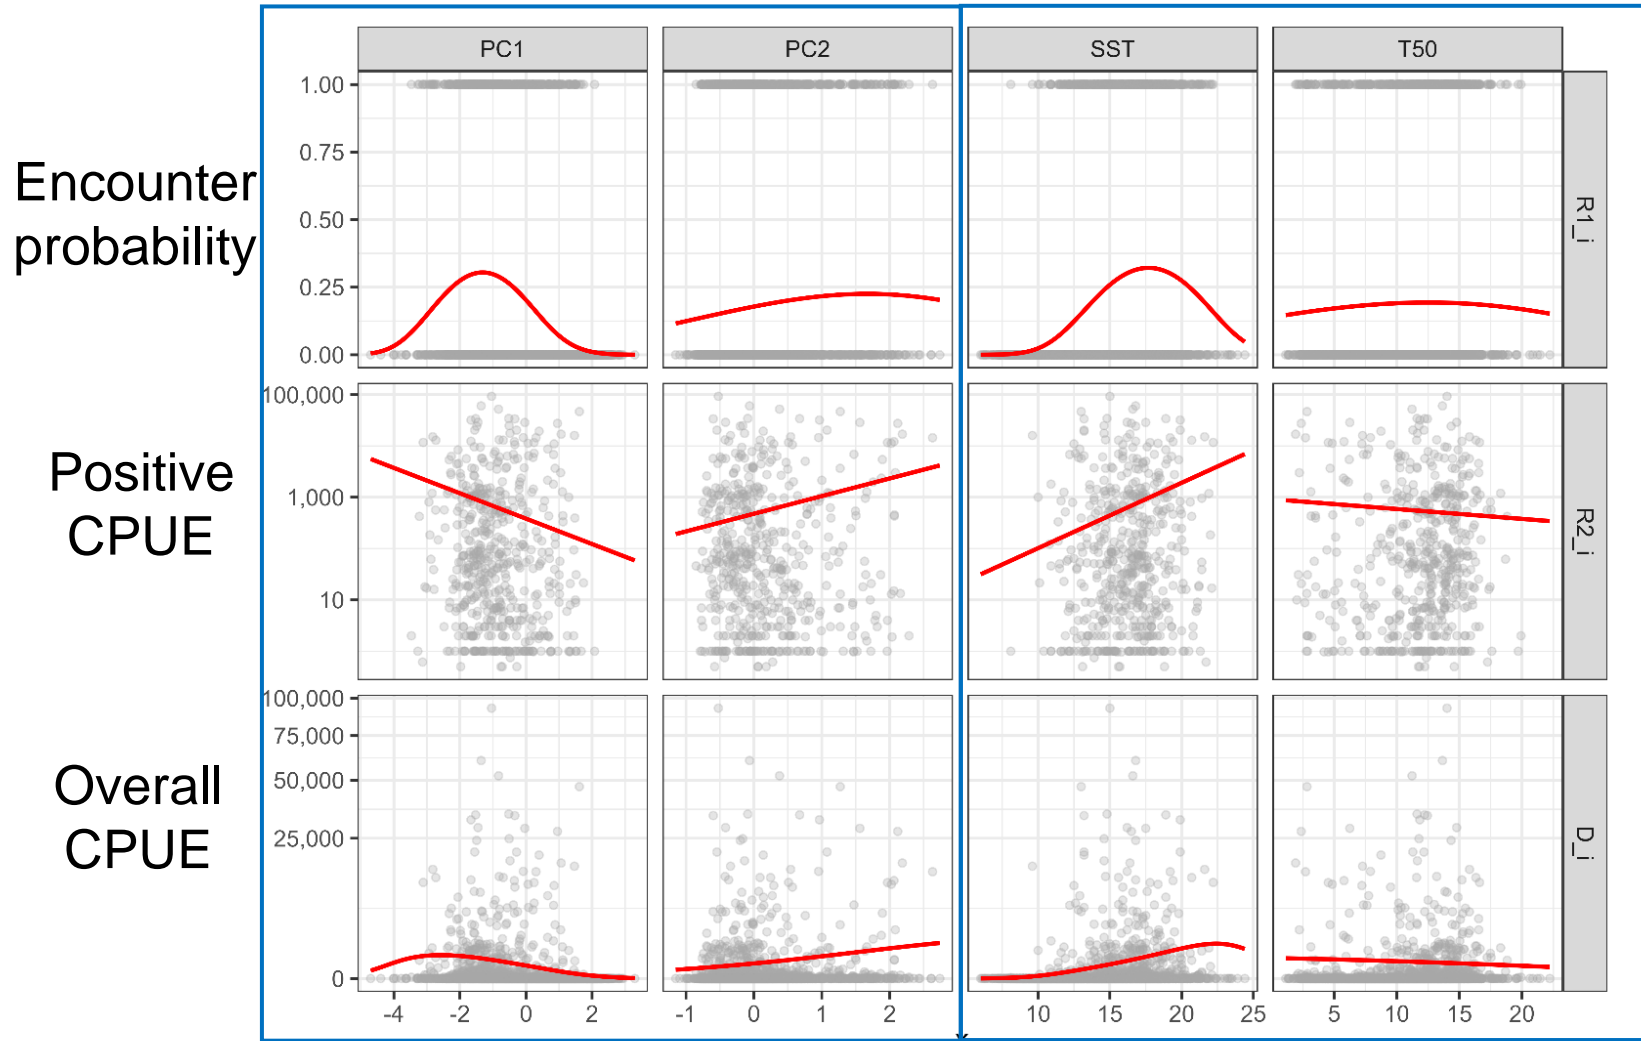 PC1 PC2 SST T50
Encounter
probability
1.00
0.75
0.50
0.25
0.00
R1_i
Positive
CPUE
100,000
1,000
10
R2_i
Overall
CPUE
100,000
75,000
50,000
25,000
0
D_i
-4 -2 0 2 -1 0 1 2 10 15 20 25 5 10 15 20